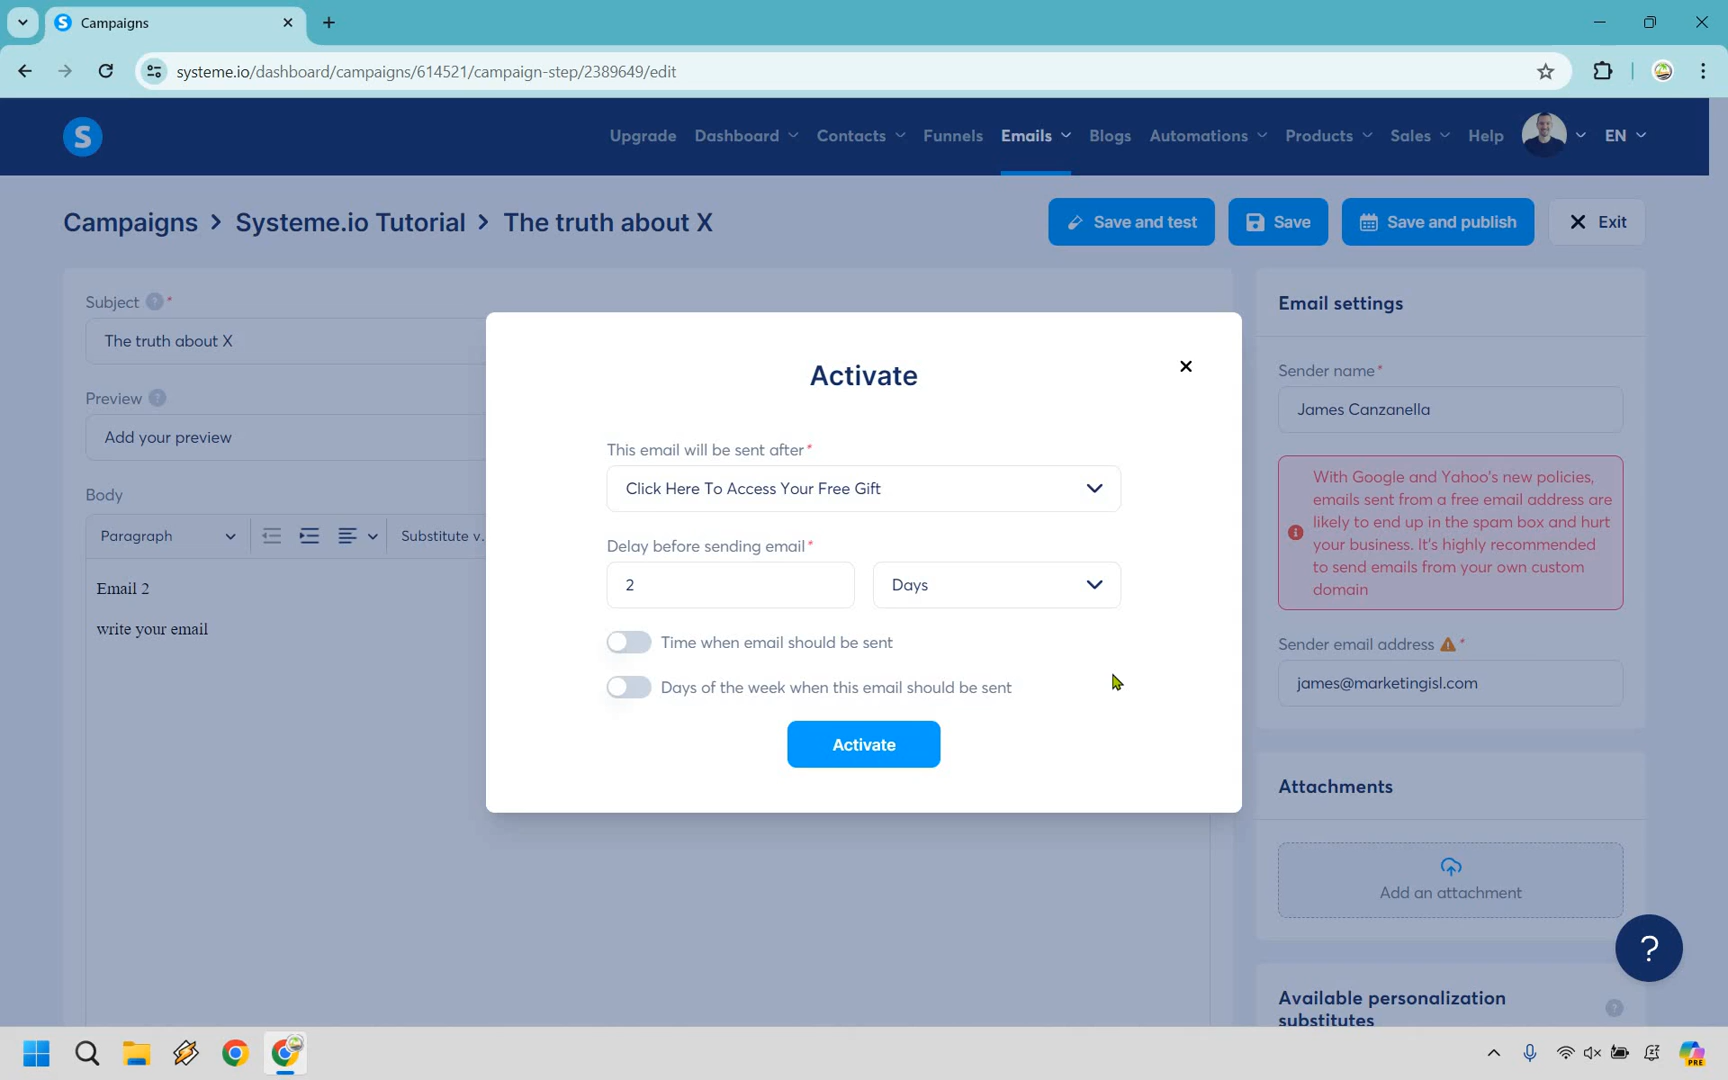 Campaigns
systeme.io/dashboard/campaigns/614521/campaign-step/2389649/edit
S
Upgrade Dashboard Contacts Funnels Emails Blogs Automations Products Sales Help EN
Campaigns > Systeme.io Tutorial > The truth about X
Save and test
Save
Save and publish
Exit
Subject ? *
The truth about X
Preview ?
Add your preview
Body
Paragraph
Substitute v...
Email 2
write your email
Activate
This email will be sent after*
Click Here To Access Your Free Gift
Delay before sending email*
2
Days
Time when email should be sent
Days of the week when this email should be sent
Activate
Email settings
Sender name*
James Canzanella
With Google and Yahoo's new policies,
emails sent from a free email address are
likely to end up in the spam box and hurt
your business. It's highly recommended
to send emails from your own custom
domain
Sender email address *
james@marketingisl.com
Attachments
Add an attachment
Available personalization
substitutes ?
?
PRE